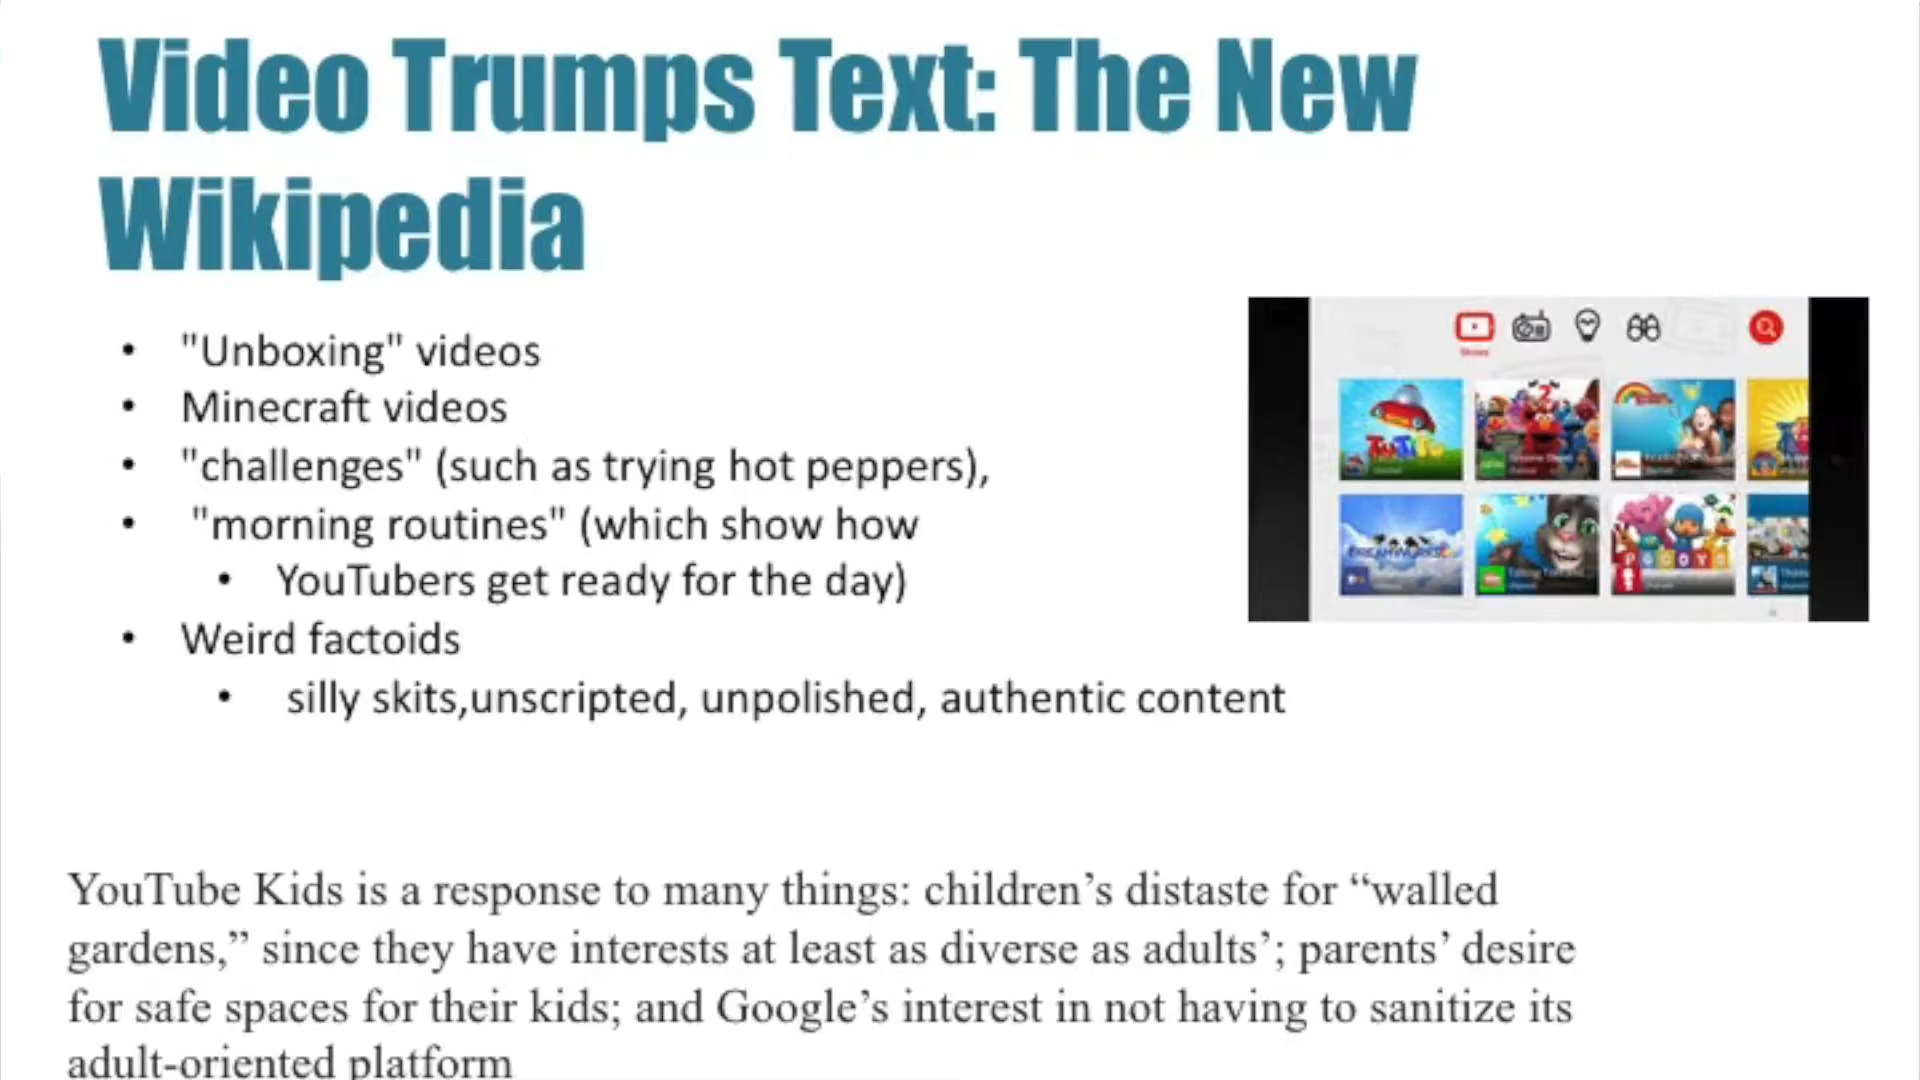 Video Trumps Text: The New
Wikipedia
• "Unboxing" videos
• Minecraft videos
• "challenges" (such as trying hot peppers),
• "morning routines" (which show how
• YouTubers get ready for the day)
• Weird factoids
• silly skits,unscripted, unpolished, authentic content
Shows
TuTiTu
DREAMWORKS
POCOYO
YouTube Kids is a response to many things: children’s distaste for “walled
gardens,” since they have interests at least as diverse as adults’; parents’ desire
for safe spaces for their kids; and Google’s interest in not having to sanitize its
adult-oriented platform